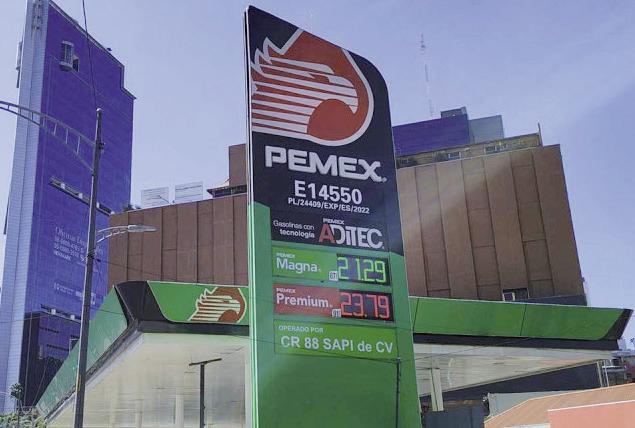 PEMEX
E14550
PL/24409/EXP/ES/2022
Gasolinas con
tecnología
PEMEX
ADITEC
PEMEX
Magna
21.29
PEMEX
Premium
23.79
OPERADO POR
CR 88 SAPI de CV